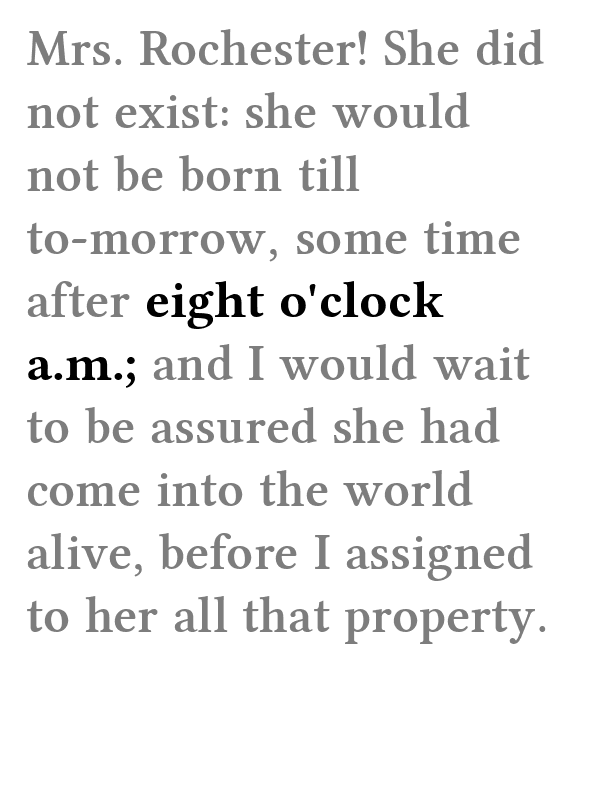 Mrs. Rochester! She did
not exist: she would
not be born till
to-morrow, some time
after eight o'clock
a.m.; and I would wait
to be assured she had
come into the world
alive, before I assigned
to her all that property.